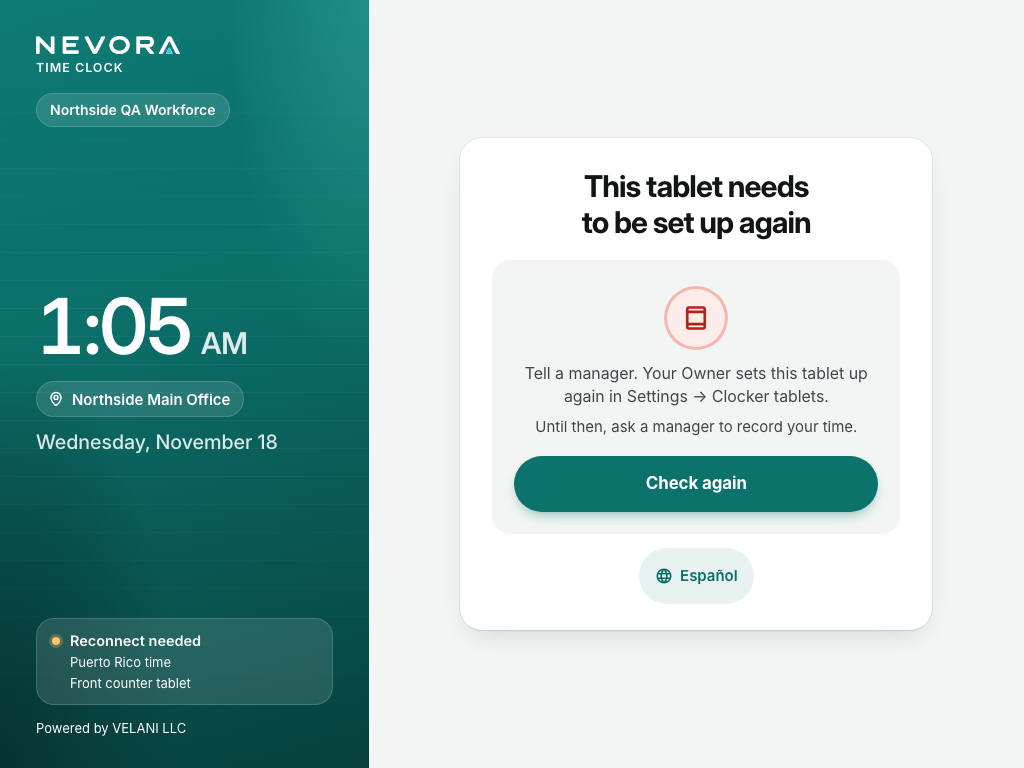 NEVORA
TIME CLOCK
Northside QA Workforce
1:05 AM
Northside Main Office
Wednesday, November 18
Reconnect needed
Puerto Rico time
Front counter tablet
Powered by VELANI LLC
This tablet needs
to be set up again
Tell a manager. Your Owner sets this tablet up
again in Settings → Clocker tablets.
Until then, ask a manager to record your time.
Check again
Español